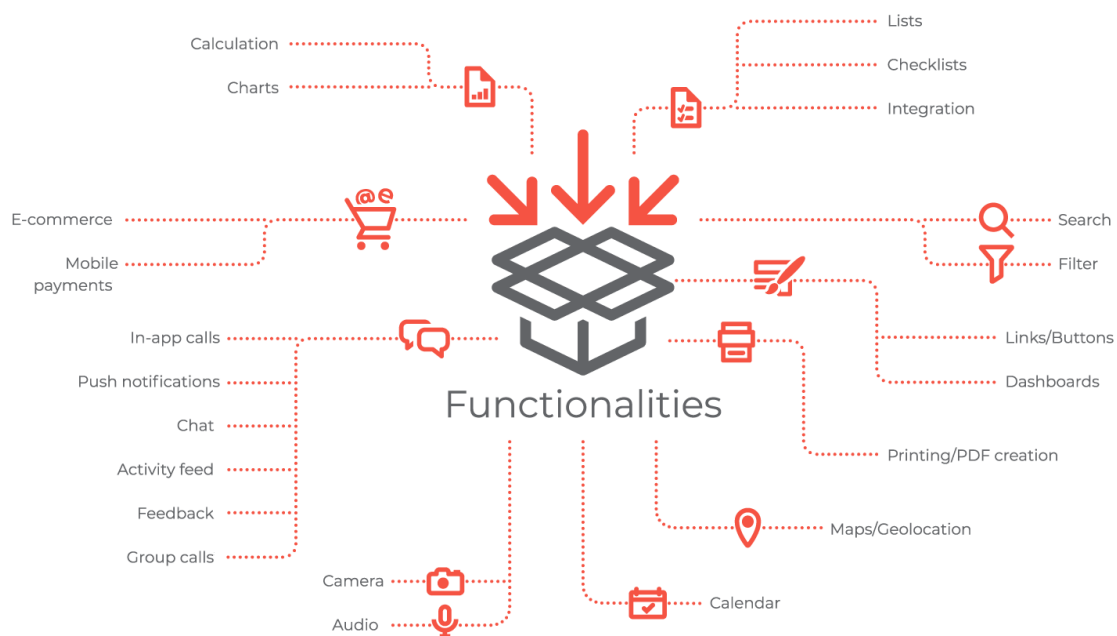 Lists
Calculation
Checklists
Charts
Integration
@ e
E-commerce
Search
Mobile
payments
Filter
In-app calls
Links/Buttons
Push notifications
Dashboards
Functionalities
Chat
Printing/PDF creation
Activity feed
Feedback
Maps/Geolocation
Group calls
Camera
Calendar
Audio